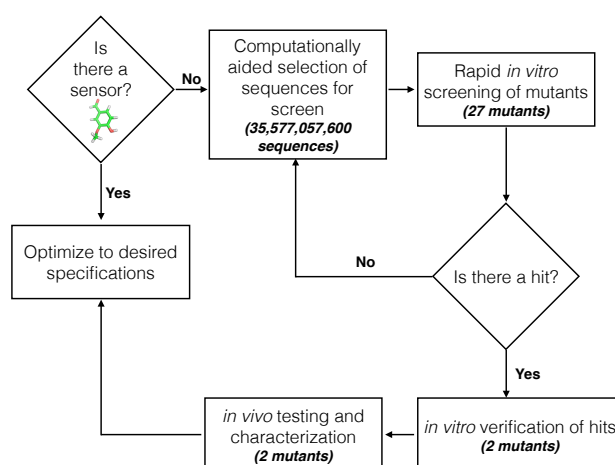 Is
there a
sensor?
No
Computationally
aided selection of
sequences for
screen
(35,577,057,600
sequences)
Rapid in vitro
screening of mutants
(27 mutants)
Yes
Optimize to desired
specifications
No
Is there a hit?
Yes
in vitro verification of hits
(2 mutants)
in vivo testing and
characterization
(2 mutants)